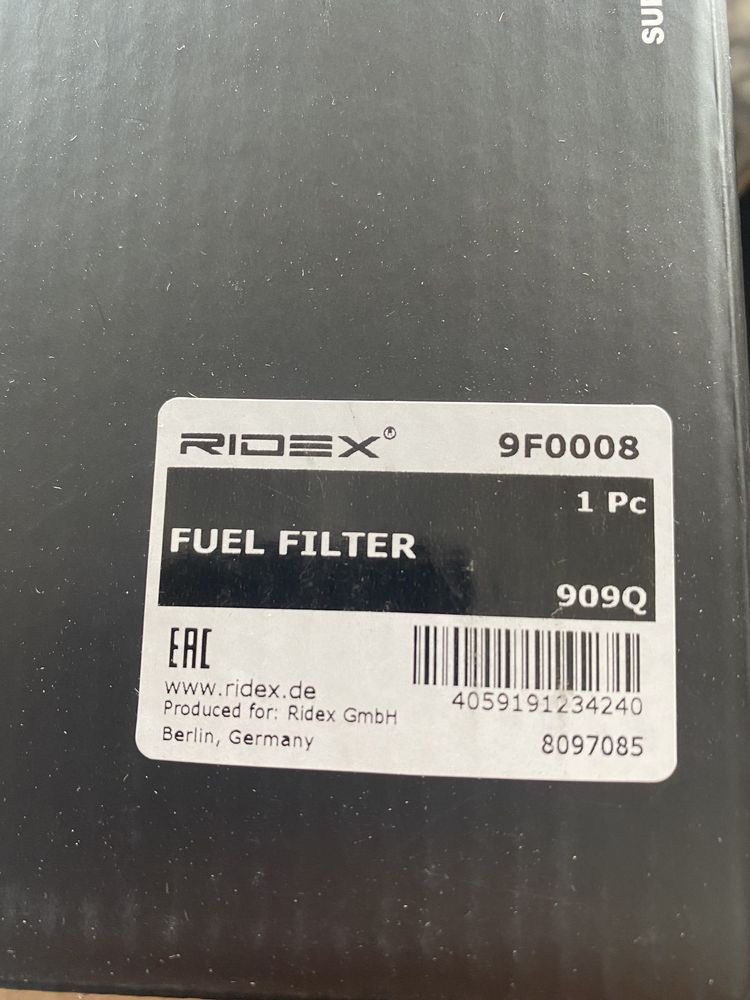 RIDEX® 9F0008
1 Pc
FUEL FILTER
909Q
EAC
www.ridex.de
Produced for: Ridex GmbH
Berlin, Germany
4059191234240
8097085